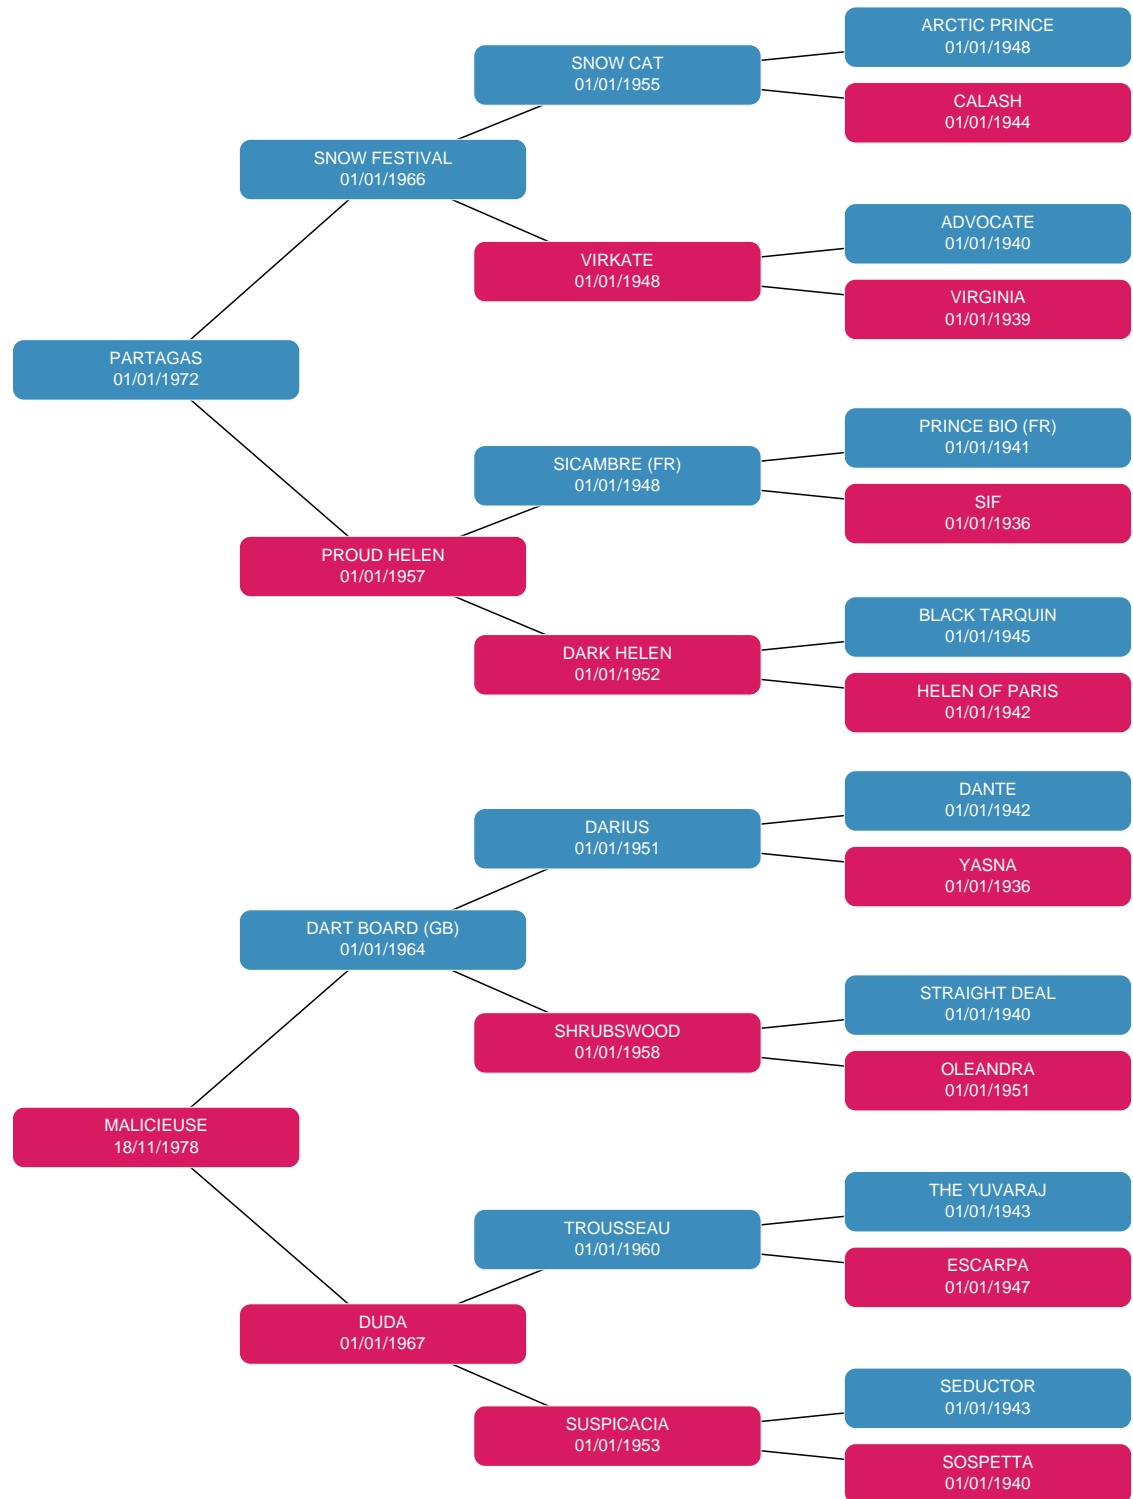 ARCTIC PRINCE
01/01/1948
SNOW CAT
01/01/1955
CALASH
01/01/1944
SNOW FESTIVAL
01/01/1966
ADVOCATE
01/01/1940
VIRKATE
01/01/1948
VIRGINIA
01/01/1939
PARTAGAS
01/01/1972
PRINCE BIO (FR)
01/01/1941
SICAMBRE (FR)
01/01/1948
SIF
01/01/1936
PROUD HELEN
01/01/1957
BLACK TARQUIN
01/01/1945
DARK HELEN
01/01/1952
HELEN OF PARIS
01/01/1942
DANTE
01/01/1942
DARIUS
01/01/1951
YASNA
01/01/1936
DART BOARD (GB)
01/01/1964
STRAIGHT DEAL
01/01/1940
SHRUBSWOOD
01/01/1958
OLEANDRA
01/01/1951
MALICIEUSE
18/11/1978
THE YUVARAJ
01/01/1943
TROUSSEAU
01/01/1960
ESCARPA
01/01/1947
DUDA
01/01/1967
SEDUCTOR
01/01/1943
SUSPICACIA
01/01/1953
SOSPETTA
01/01/1940